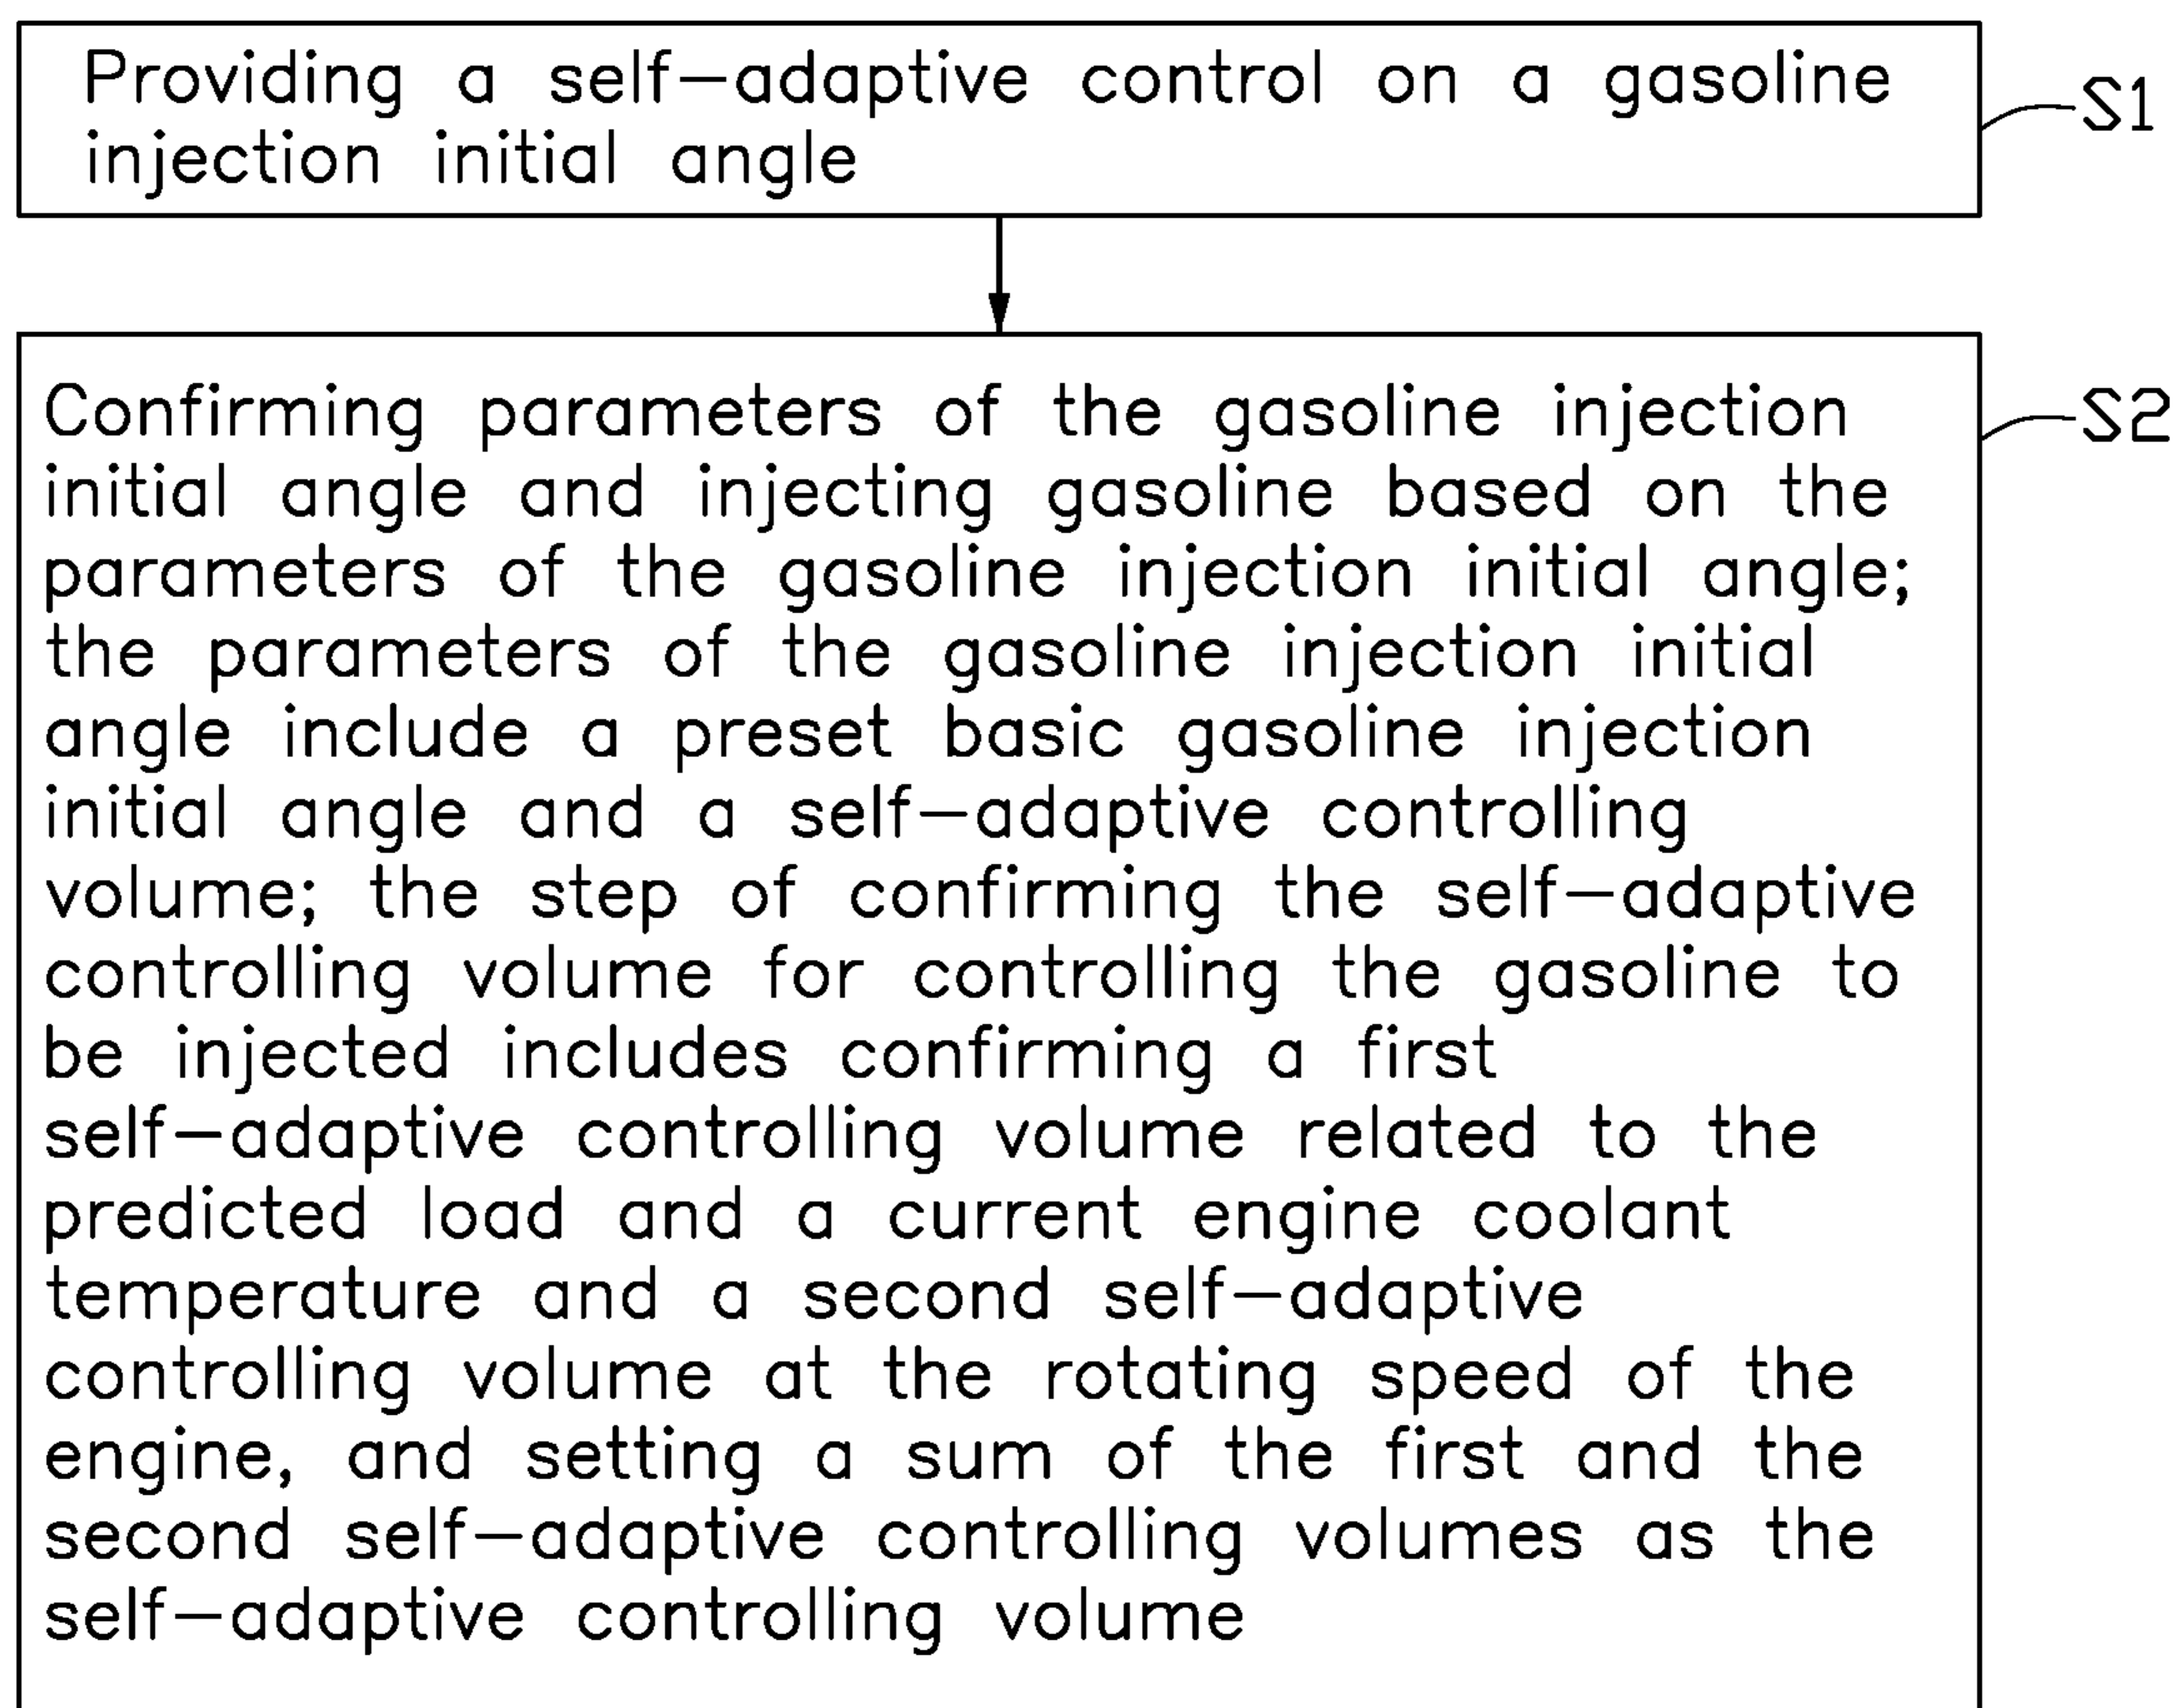 Providing a self-adaptive control on a gasoline
injection initial angle
S1
Confirming parameters of the gasoline injection
S2
initial angle and injecting gasoline based on the
parameters of the gasoline injection initial angle;
the parameters of the gasoline injection initial
angle include a preset basic gasoline injection
initial angle and a self-adaptive controlling
volume; the step of confirming the self-adaptive
controlling volume for controlling the gasoline to
be injected includes confirming a first
self-adaptive controlling volume related to the
predicted load and a current engine coolant
temperature and a second self-adaptive
controlling volume at the rotating speed of the
engine, and setting a sum of the first and the
second self-adaptive controlling volumes as the
self-adaptive controlling volume